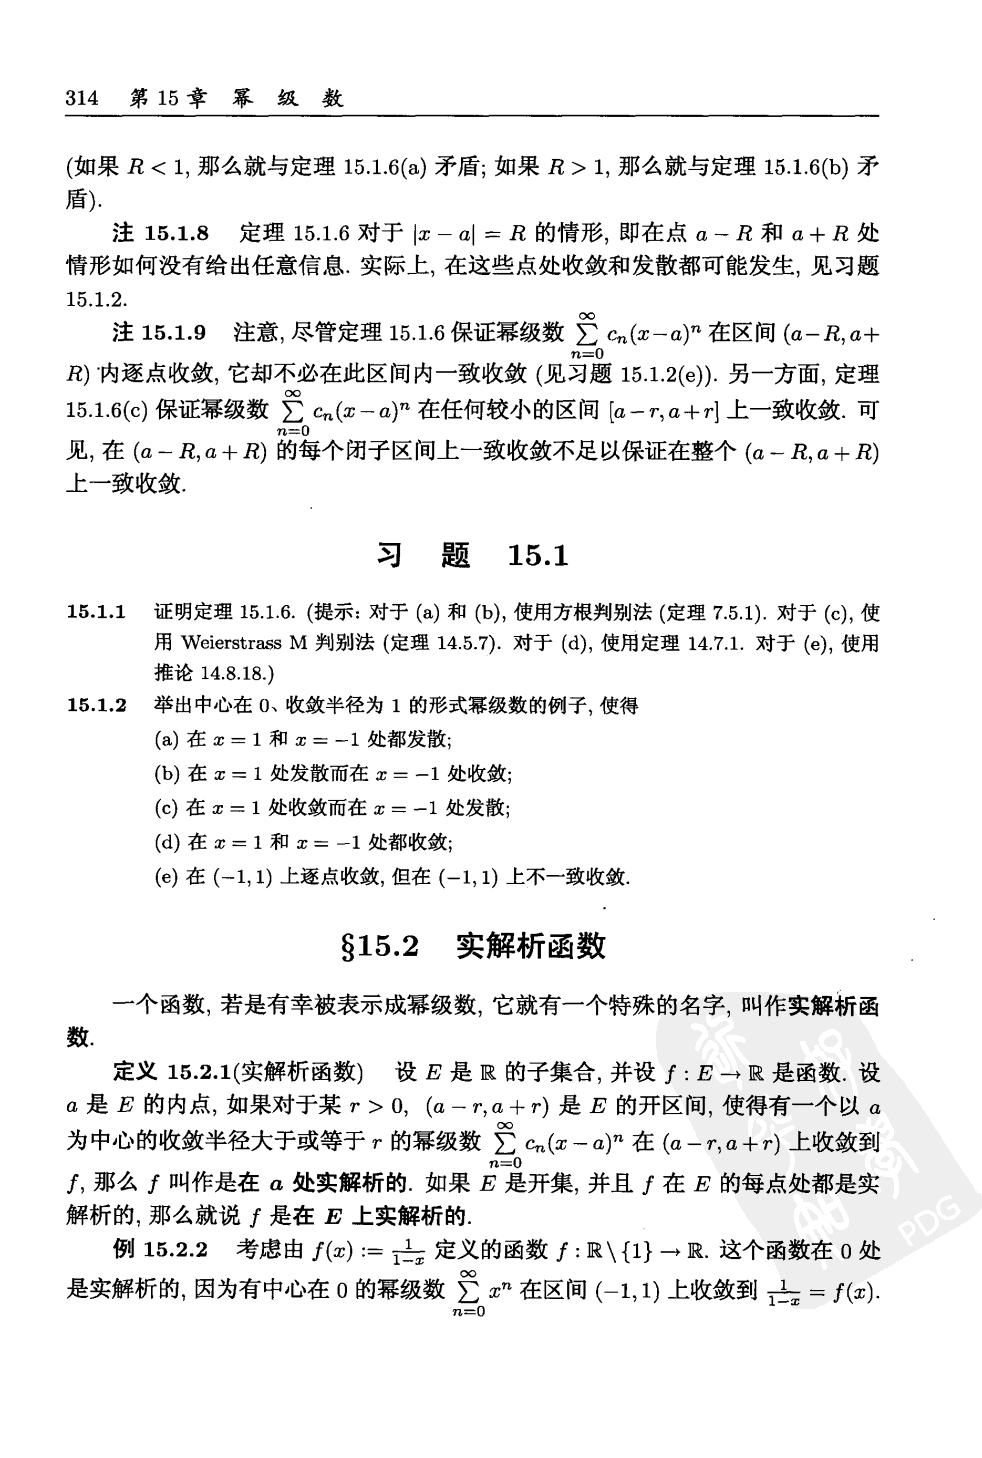 314 第 15 章 幂 级 数
(如果 R < 1, 那么就与定理 15.1.6(a) 矛盾; 如果 R > 1, 那么就与定理 15.1.6(b) 矛
盾).
注 15.1.8 定理 15.1.6 对于 |x − a| = R 的情形, 即在点 a − R 和 a + R 处
情形如何没有给出任意信息. 实际上, 在这些点处收敛和发散都可能发生, 见习题
15.1.2.
注 15.1.9 注意, 尽管定理 15.1.6 保证幂级数 ∑_{n=0}^{∞} cₙ(x−a)ⁿ 在区间 (a−R, a+
R) 内逐点收敛, 它却不必在此区间内一致收敛 (见习题 15.1.2(e)). 另一方面, 定理
15.1.6(c) 保证幂级数 ∑_{n=0}^{∞} cₙ(x − a)ⁿ 在任何较小的区间 [a − r, a + r] 上一致收敛. 可
见, 在 (a − R, a + R) 的每个闭子区间上一致收敛不足以保证在整个 (a − R, a + R)
上一致收敛.
习 题 15.1
15.1.1 证明定理 15.1.6. (提示: 对于 (a) 和 (b), 使用方根判别法 (定理 7.5.1). 对于 (c), 使
用 Weierstrass M 判别法 (定理 14.5.7). 对于 (d), 使用定理 14.7.1. 对于 (e), 使用
推论 14.8.18.)
15.1.2 举出中心在 0、收敛半径为 1 的形式幂级数的例子, 使得
(a) 在 x = 1 和 x = −1 处都发散;
(b) 在 x = 1 处发散而在 x = −1 处收敛;
(c) 在 x = 1 处收敛而在 x = −1 处发散;
(d) 在 x = 1 和 x = −1 处都收敛;
(e) 在 (−1, 1) 上逐点收敛, 但在 (−1, 1) 上不一致收敛.
§15.2 实解析函数
一个函数, 若是有幸被表示成幂级数, 它就有一个特殊的名字, 叫作实解析函
数.
定义 15.2.1(实解析函数) 设 E 是 ℝ 的子集合, 并设 f : E → ℝ 是函数. 设
a 是 E 的内点, 如果对于某 r > 0, (a − r, a + r) 是 E 的开区间, 使得有一个以 a
为中心的收敛半径大于或等于 r 的幂级数 ∑_{n=0}^{∞} cₙ(x − a)ⁿ 在 (a − r, a + r) 上收敛到
f, 那么 f 叫作是在 a 处实解析的. 如果 E 是开集, 并且 f 在 E 的每点处都是实
解析的, 那么就说 f 是在 E 上实解析的.
例 15.2.2 考虑由 f(x) := 1/(1−x) 定义的函数 f : ℝ \ {1} → ℝ. 这个函数在 0 处
是实解析的, 因为有中心在 0 的幂级数 ∑_{n=0}^{∞} xⁿ 在区间 (−1, 1) 上收敛到 1/(1−x) = f(x).
PDG